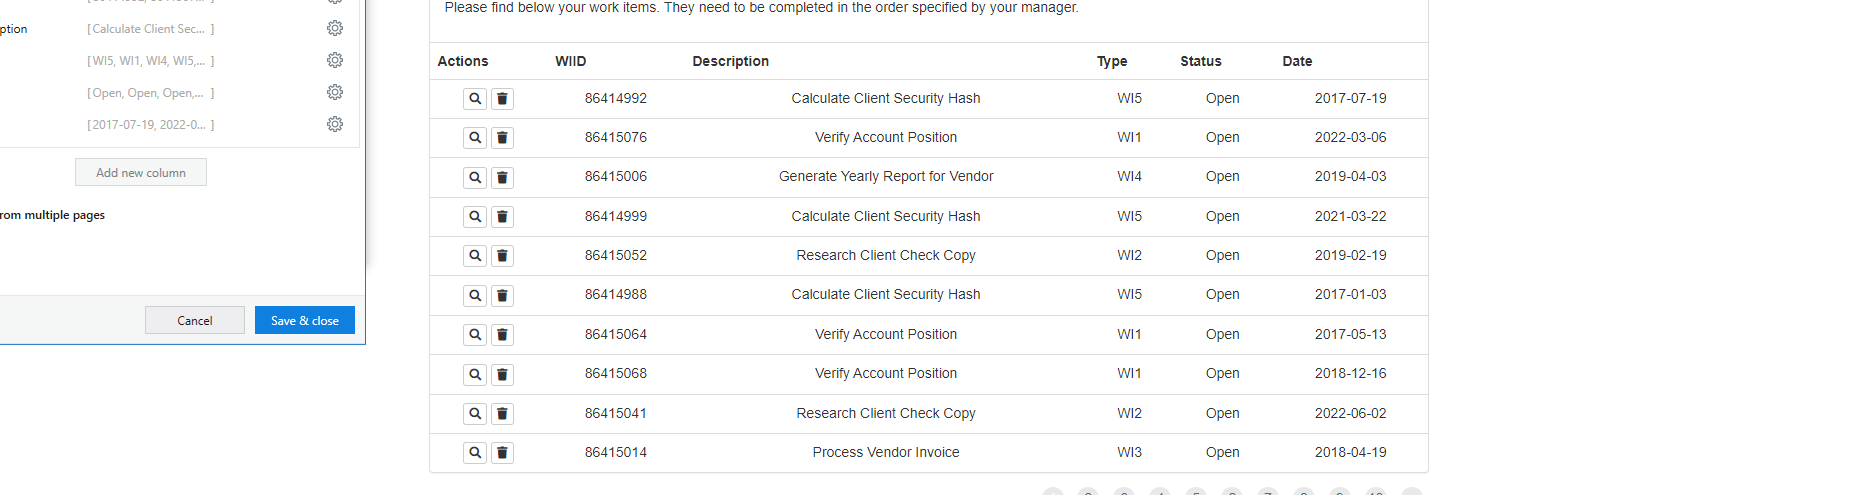 ption [Calculate Client Sec... ]
[WI5, WI1, WI4, WI5,... ]
[Open, Open, Open,... ]
[2017-07-19, 2022-0... ]
Add new column
rom multiple pages
Cancel Save & close
Please find below your work items. They need to be completed in the order specified by your manager.
Actions WIID Description Type Status Date
86414992 Calculate Client Security Hash WI5 Open 2017-07-19
86415076 Verify Account Position WI1 Open 2022-03-06
86415006 Generate Yearly Report for Vendor WI4 Open 2019-04-03
86414999 Calculate Client Security Hash WI5 Open 2021-03-22
86415052 Research Client Check Copy WI2 Open 2019-02-19
86414988 Calculate Client Security Hash WI5 Open 2017-01-03
86415064 Verify Account Position WI1 Open 2017-05-13
86415068 Verify Account Position WI1 Open 2018-12-16
86415041 Research Client Check Copy WI2 Open 2022-06-02
86415014 Process Vendor Invoice WI3 Open 2018-04-19